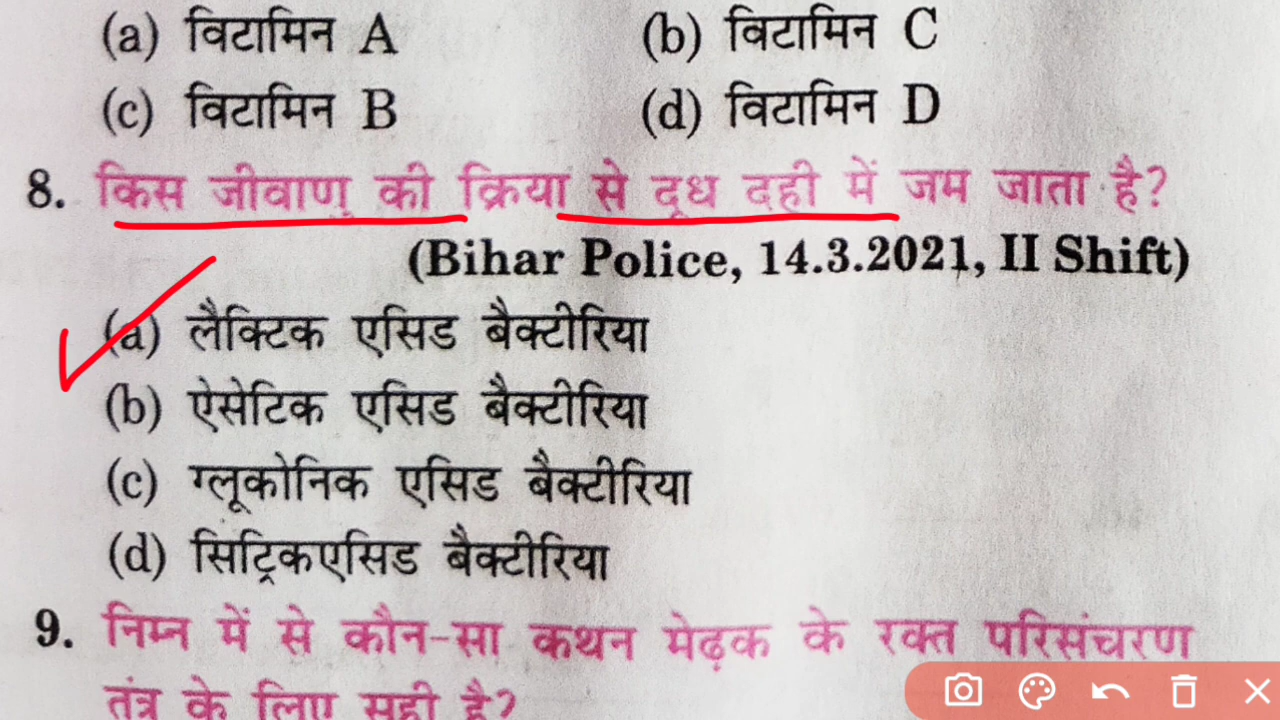 (a) विटामिन A (b) विटामिन C
(c) विटामिन B (d) विटामिन D
8. किस जीवाणु की क्रिया से दूध दही में जम जाता है?
(Bihar Police, 14.3.2021, II Shift)
(a) लैक्टिक एसिड बैक्टीरिया
(b) ऐसेटिक एसिड बैक्टीरिया
(c) ग्लूकोनिक एसिड बैक्टीरिया
(d) सिट्रिकएसिड बैक्टीरिया
9. निम्न में से कौन-सा कथन मेढ़क के रक्त परिसंचरण
तंत्र के लिए सही है?